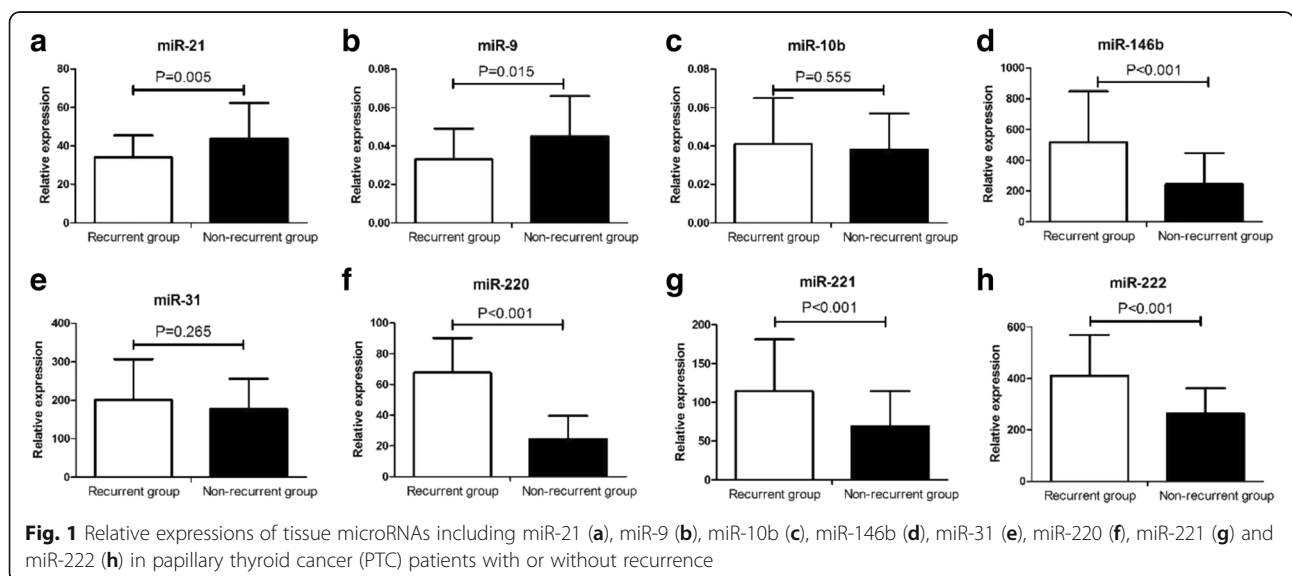 a
miR-21
P=0.005
Relative expression
80
60
40
20
0
Recurrent group
Non-recurrent group
b
miR-9
P=0.015
Relative expression
0.08
0.06
0.04
0.02
0.00
Recurrent group
Non-recurrent group
c
miR-10b
P=0.555
Relative expression
0.08
0.06
0.04
0.02
0.00
Recurrent group
Non-recurrent group
d
miR-146b
P<0.001
Relative expression
1000
800
600
400
200
0
Recurrent group
Non-recurrent group
e
miR-31
P=0.265
Relative expression
400
300
200
100
0
Recurrent group
Non-recurrent group
f
miR-220
P<0.001
Relative expression
100
80
60
40
20
0
Recurrent group
Non-recurrent group
g
miR-221
P<0.001
Relative expression
200
150
100
50
0
Recurrent group
Non-recurrent group
h
miR-222
P<0.001
Relative expression
600
400
200
0
Recurrent group
Non-recurrent group
Fig. 1 Relative expressions of tissue microRNAs including miR-21 (a), miR-9 (b), miR-10b (c), miR-146b (d), miR-31 (e), miR-220 (f), miR-221 (g) and
miR-222 (h) in papillary thyroid cancer (PTC) patients with or without recurrence